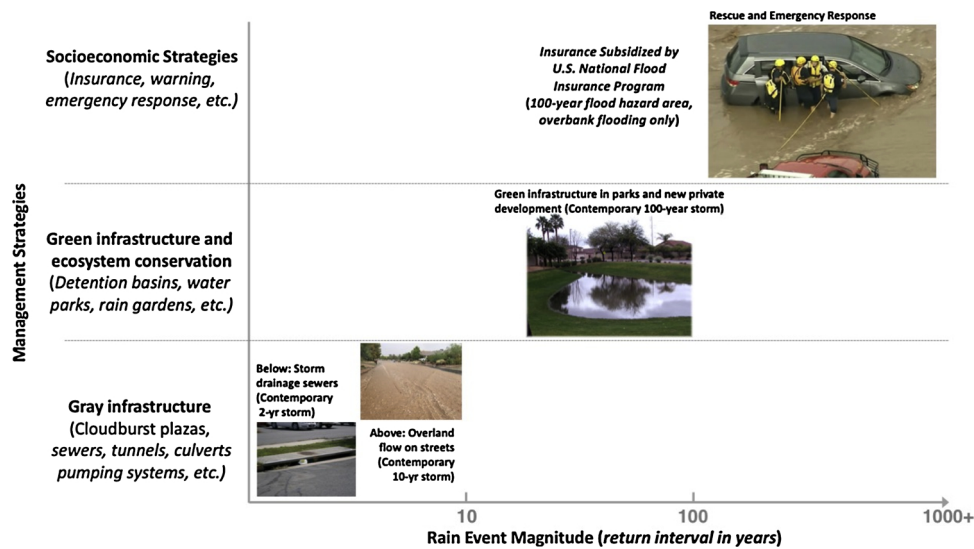 Rescue and Emergency Response
Socioeconomic Strategies
(Insurance, warning,
emergency response, etc.)
Insurance Subsidized by
U.S. National Flood
Insurance Program
(100-year flood hazard area,
overbank flooding only)
Management Strategies
Green infrastructure and
ecosystem conservation
(Detention basins, water
parks, rain gardens, etc.)
Green infrastructure in parks and new private
development (Contemporary 100-year storm)
Gray infrastructure
(Cloudburst plazas,
sewers, tunnels, culverts
pumping systems, etc.)
Below: Storm
drainage sewers
(Contemporary
2-yr storm)
Above: Overland
flow on streets
(Contemporary
10-yr storm)
10
100
1000+
Rain Event Magnitude (return interval in years)